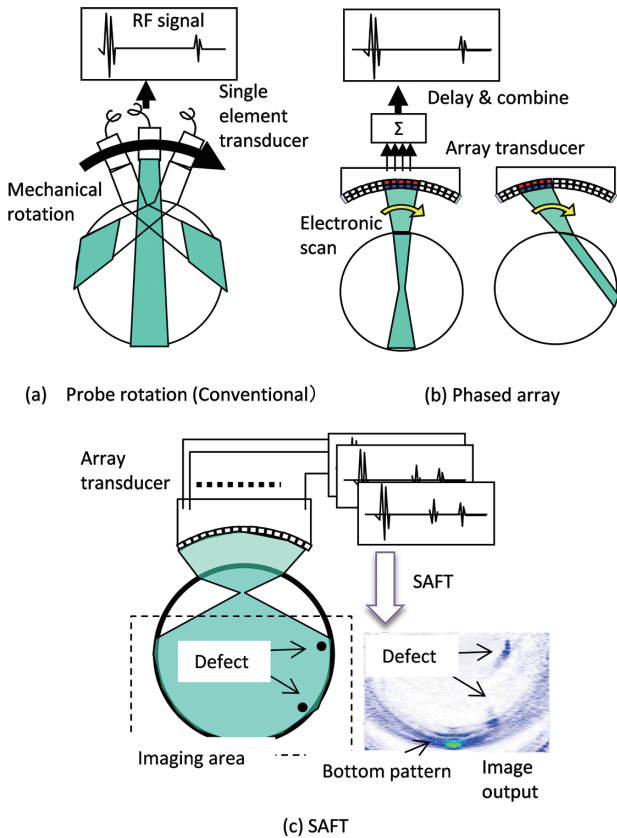 RF signal
Single
element
transducer
Mechanical
rotation
(a) Probe rotation (Conventional）
Delay & combine
Σ
Array transducer
Electronic
scan
(b) Phased array
Array
transducer
SAFT
Defect
Imaging area
Defect
Bottom pattern
Image
output
(c) SAFT